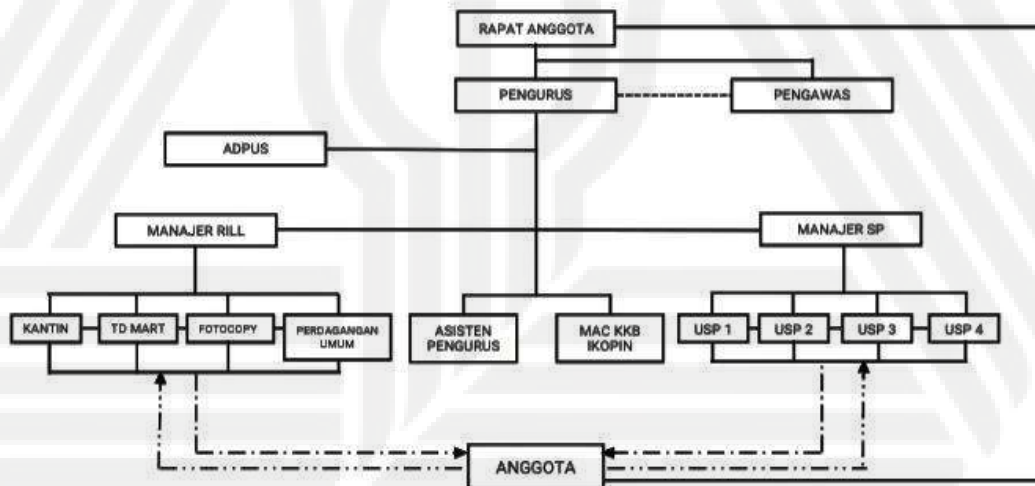 RAPAT ANGGOTA
PENGURUS
PENGAWAS
ADPUS
MANAJER RILL
MANAJER SP
KANTIN
TD MART
FOTOCOPY
PERDAGANGAN
UMUM
ASISTEN
PENGURUS
MAC KKB
IKOPIN
USP 1
USP 2
USP 3
USP 4
ANGGOTA